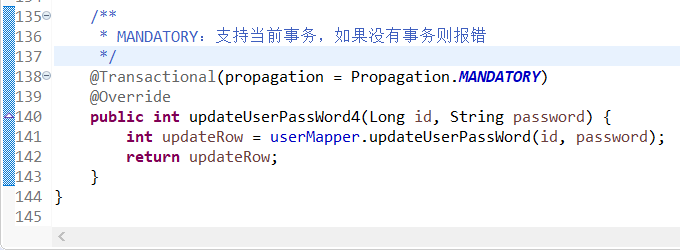 135 /**
136 * MANDATORY：支持当前事务，如果没有事务则报错
137 */
138 @Transactional(propagation = Propagation.MANDATORY)
139 @Override
140 public int updateUserPassWord4(Long id, String password) {
141 int updateRow = userMapper.updateUserPassWord(id, password);
142 return updateRow;
143 }
144 }
145